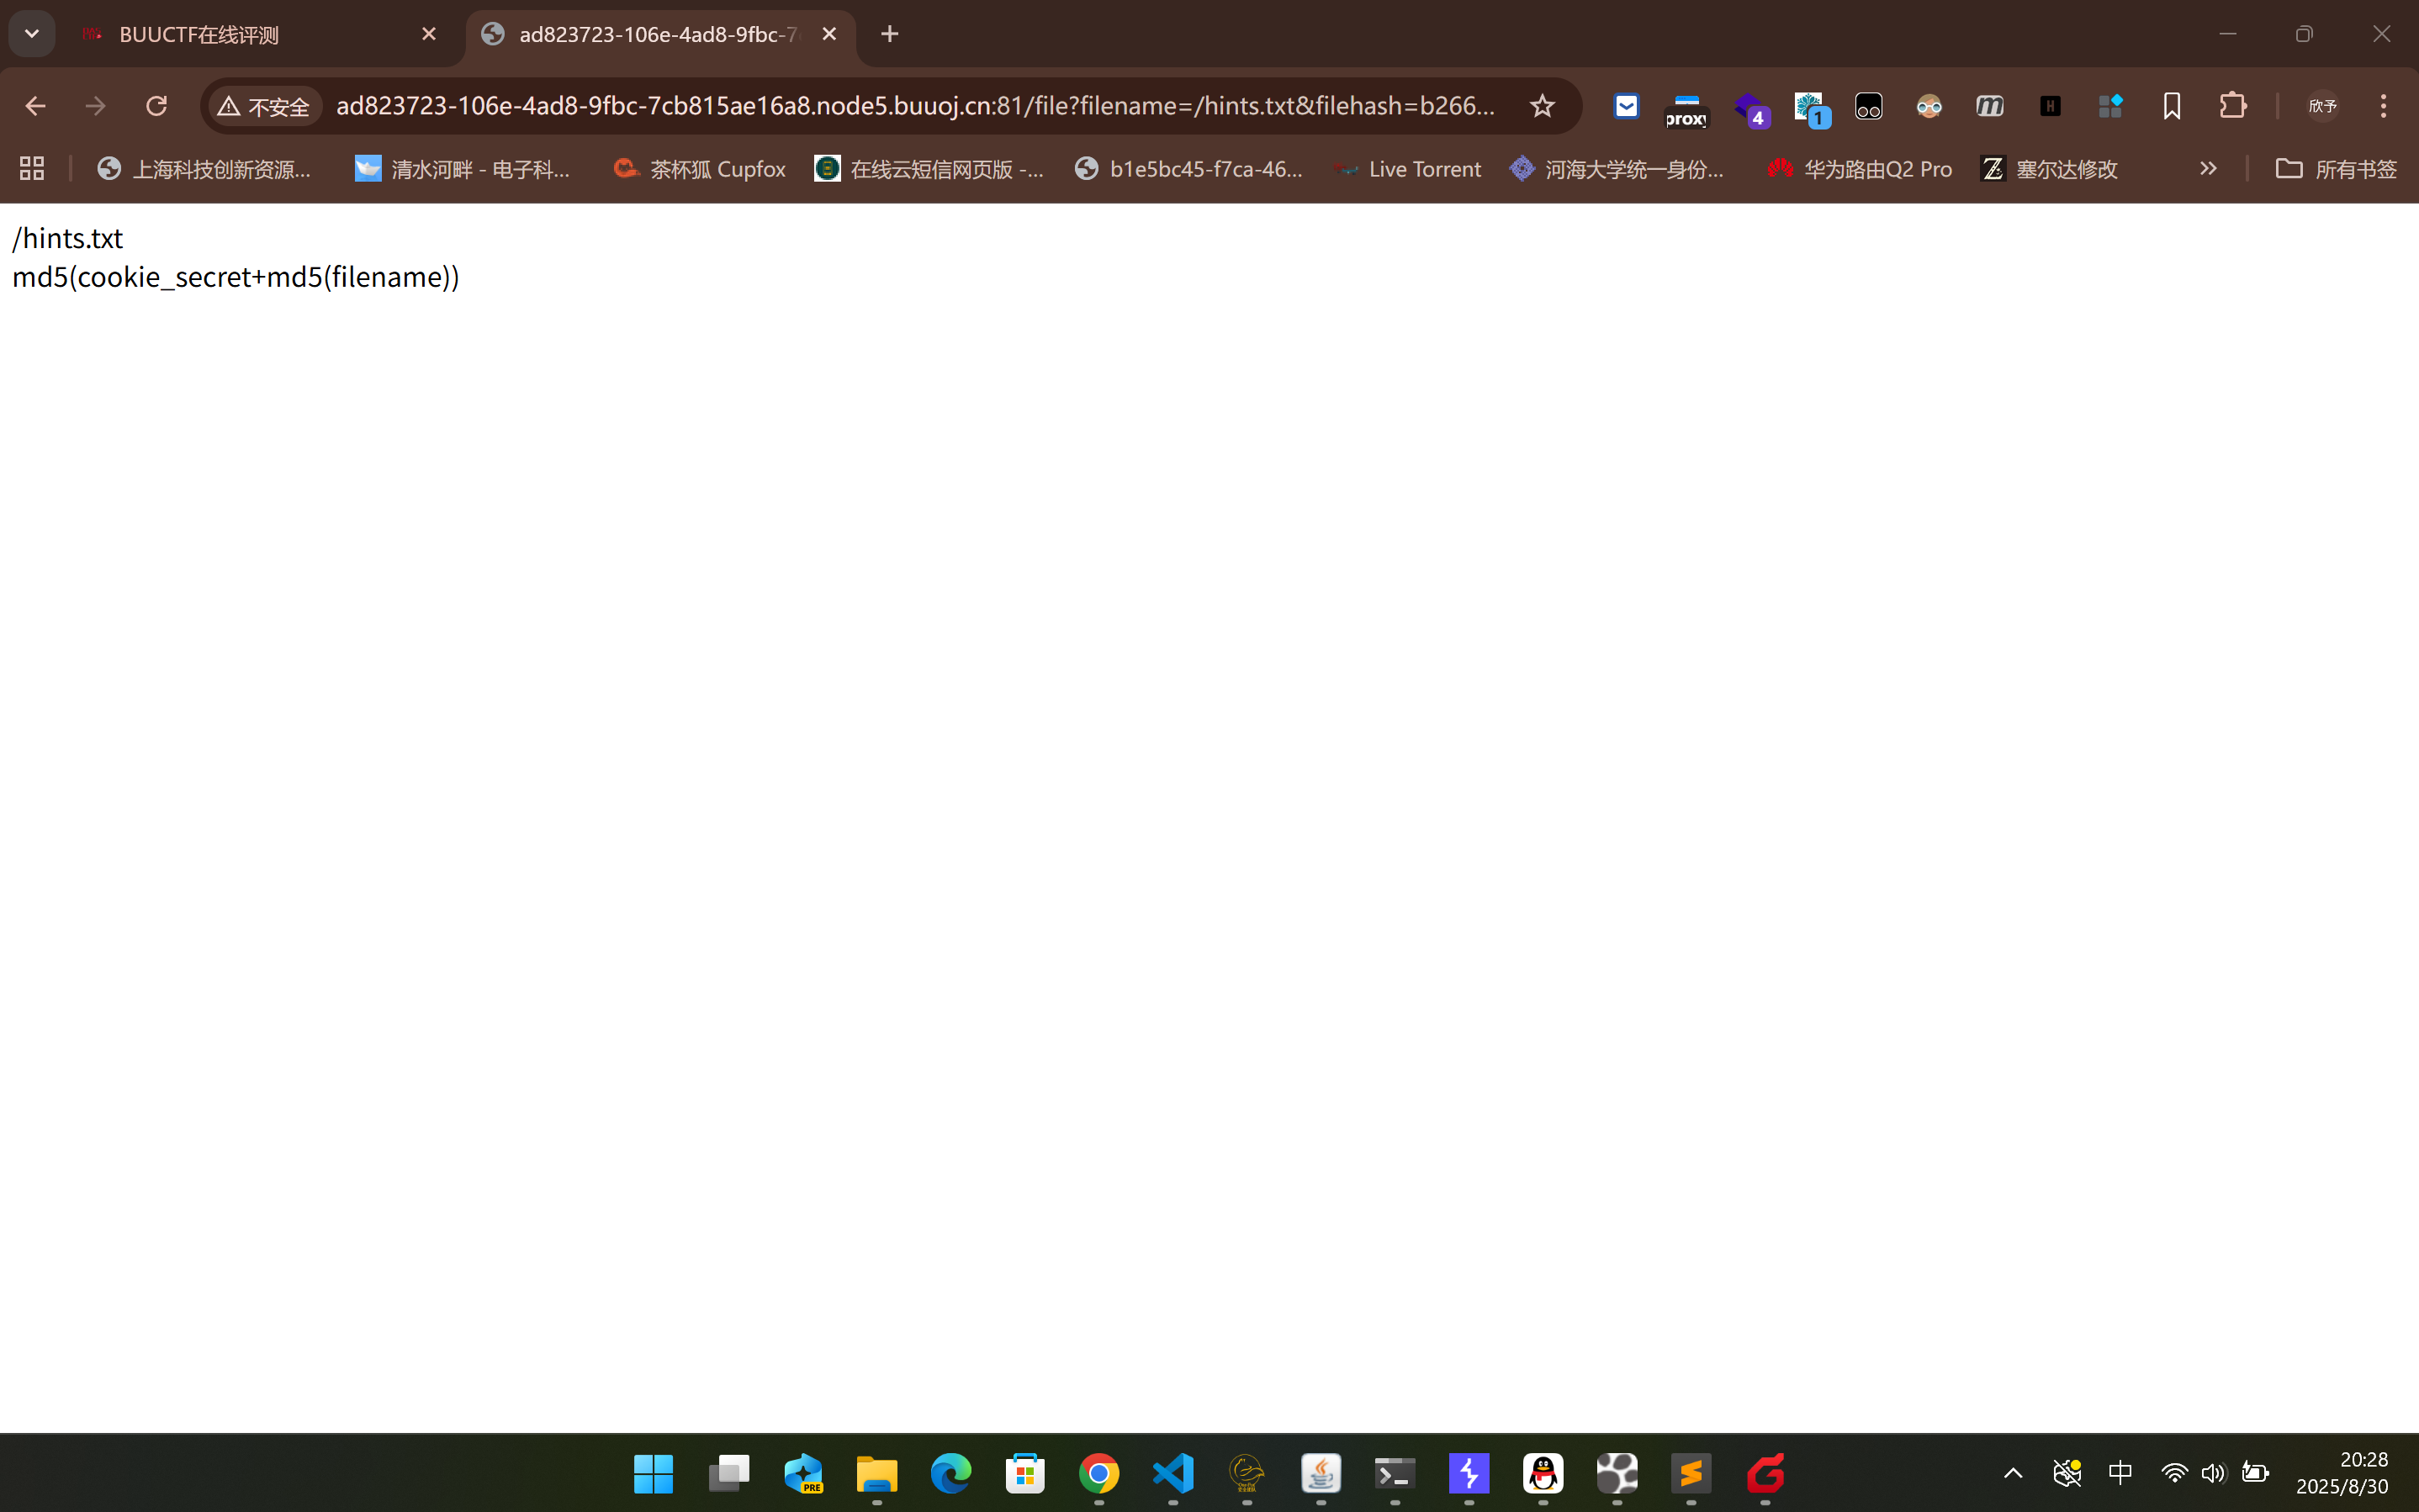 BUUCTF在线评测
ad823723-106e-4ad8-9fbc-7
不安全
ad823723-106e-4ad8-9fbc-7cb815ae16a8.node5.buuoj.cn:81/file?filename=/hints.txt&filehash=b266...
proxy
4
1
m
H
欣予
上海科技创新资源...
清水河畔 - 电子科...
茶杯狐 Cupfox
在线云短信网页版 -...
b1e5bc45-f7ca-46...
Live Torrent
河海大学统一身份...
华为路由Q2 Pro
Z
塞尔达修改
所有书签
/hints.txt
md5(cookie_secret+md5(filename))
PRE
中
20:28
2025/8/30